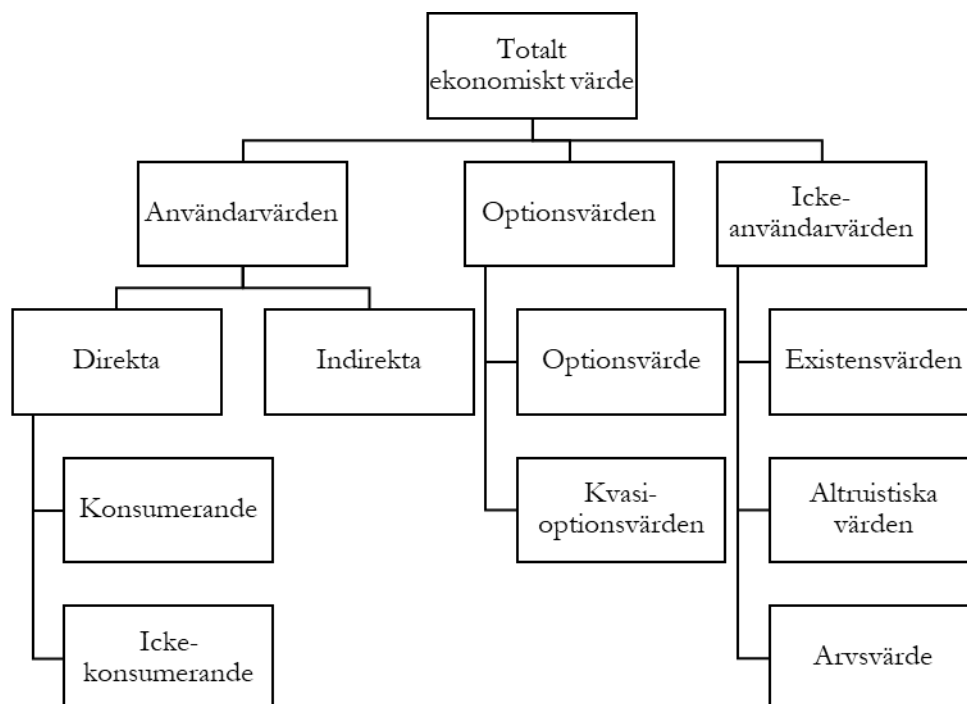 Totalt
ekonomiskt värde
Användarvärden
Optionsvärden
Icke-
användarvärden
Direkta
Indirekta
Optionsvärde
Existensvärden
Konsumerande
Kvasi-
optionsvärden
Altruistiska
värden
Icke-
konsumerande
Arvsvärde